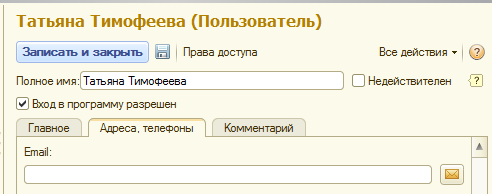 Татьяна Тимофеева (Пользователь)
Записать и закрыть Права доступа Все действия ?
Полное имя: Татьяна Тимофеева Недействителен ?
Вход в программу разрешен
Главное Адреса, телефоны Комментарий
Email: